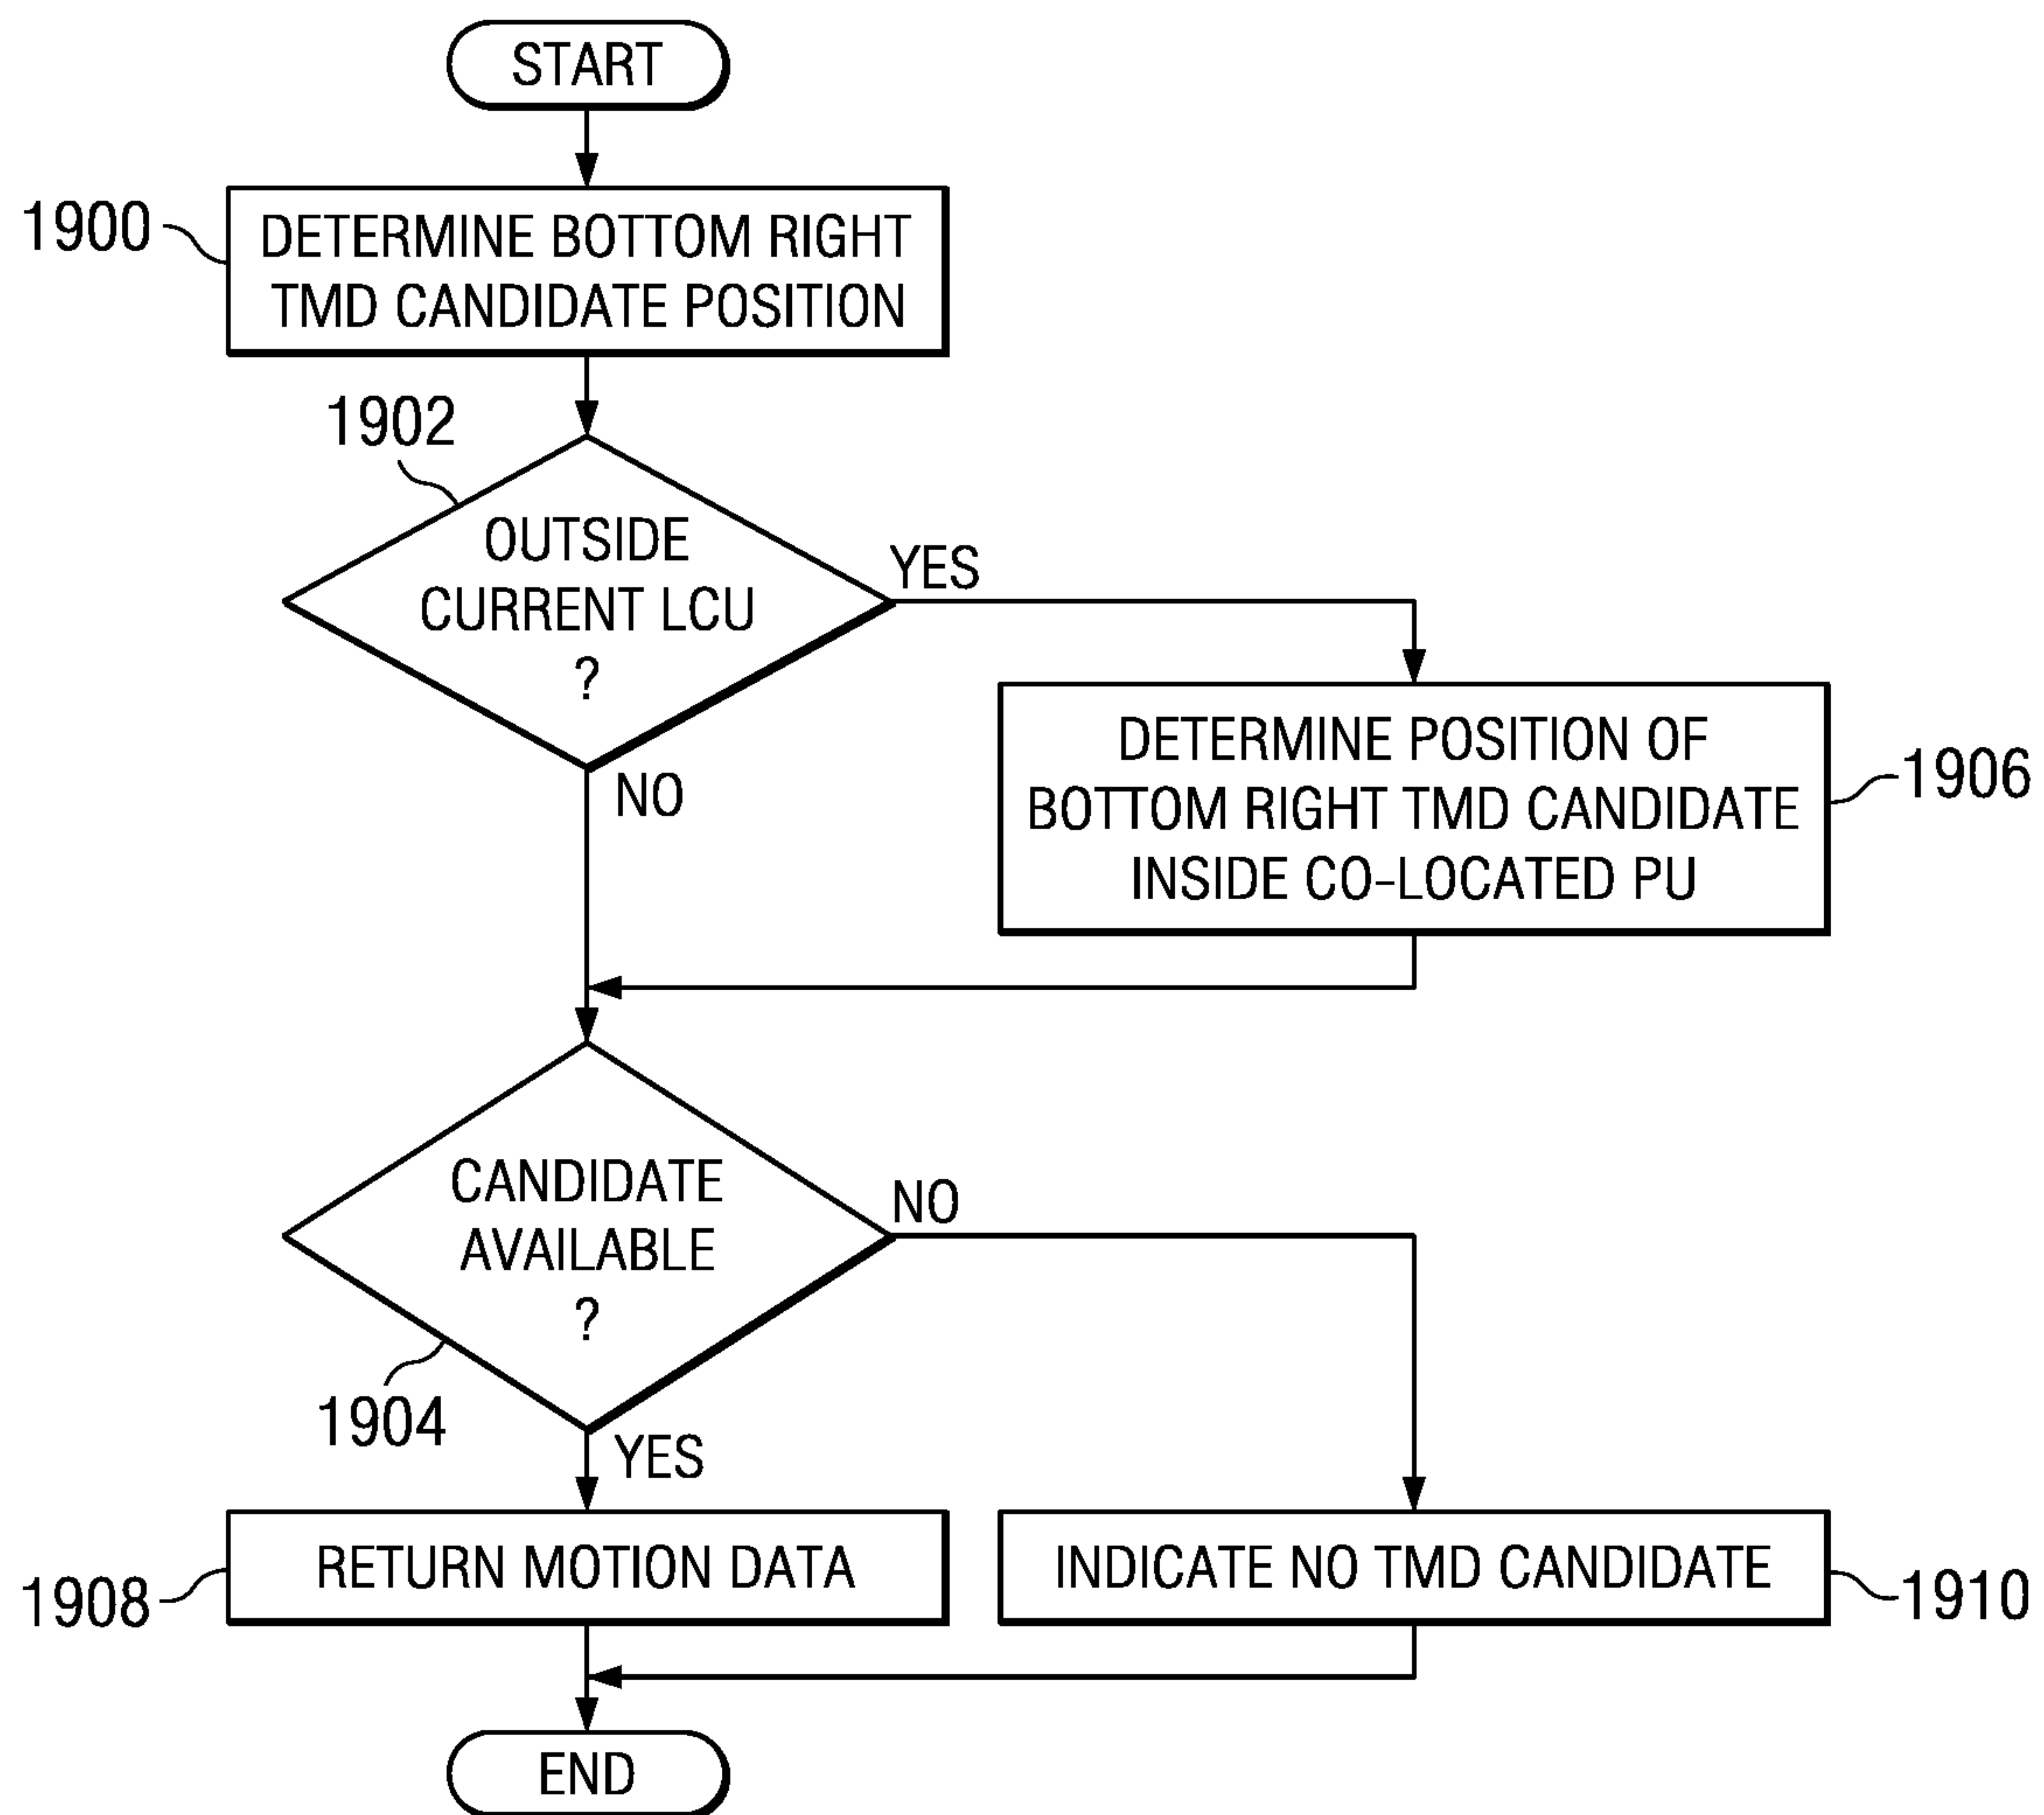 START
1900
DETERMINE BOTTOM RIGHT
TMD CANDIDATE POSITION
1902
OUTSIDE
CURRENT LCU
?
YES
NO
DETERMINE POSITION OF
BOTTOM RIGHT TMD CANDIDATE
INSIDE CO-LOCATED PU
1906
CANDIDATE
AVAILABLE
?
NO
1904
YES
RETURN MOTION DATA
1908
INDICATE NO TMD CANDIDATE
1910
END